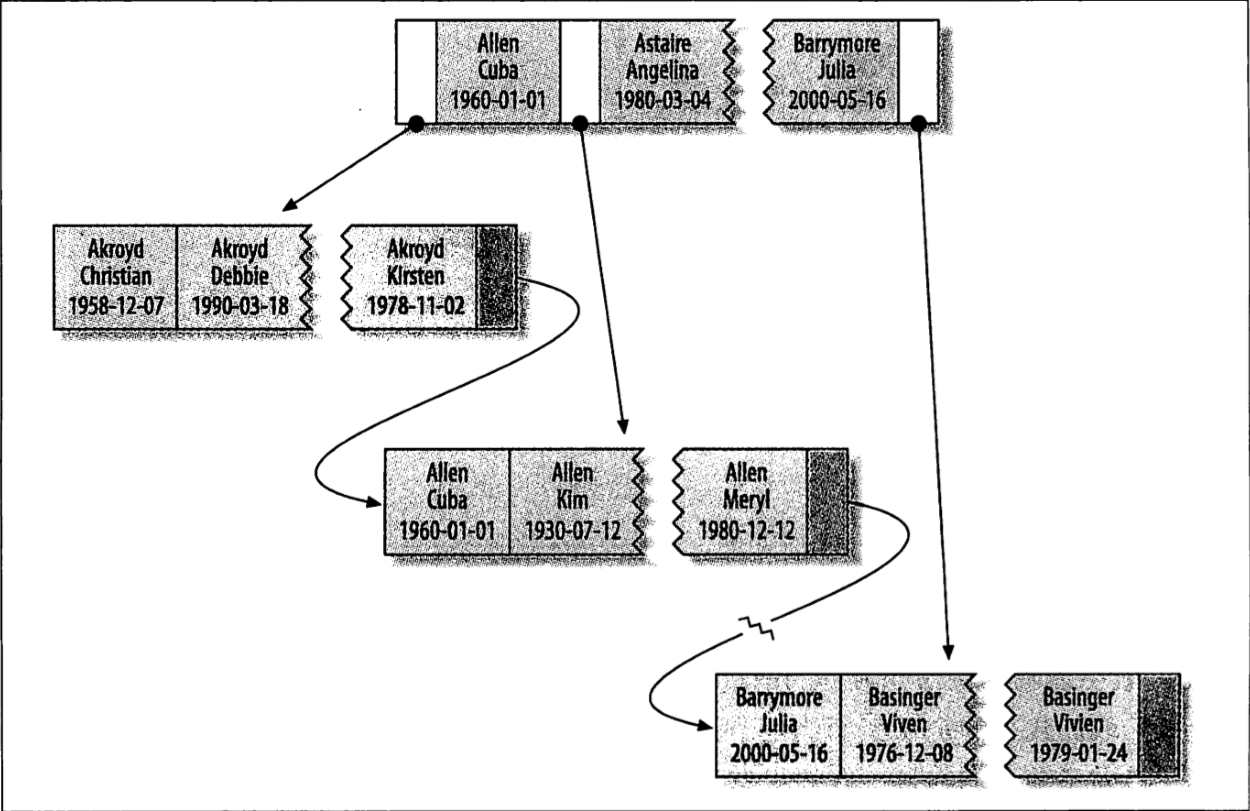 Allen
Cuba
1960-01-01
Astaire
Angelina
1980-03-04
Barrymore
Julia
2000-05-16
Akroyd
Christian
1958-12-07
Akroyd
Debbie
1990-03-18
Akroyd
Kirsten
1978-11-02
Allen
Cuba
1960-01-01
Allen
Kim
1930-07-12
Allen
Meryl
1980-12-12
Barrymore
Julia
2000-05-16
Basinger
Viven
1976-12-08
Basinger
Vivien
1979-01-24